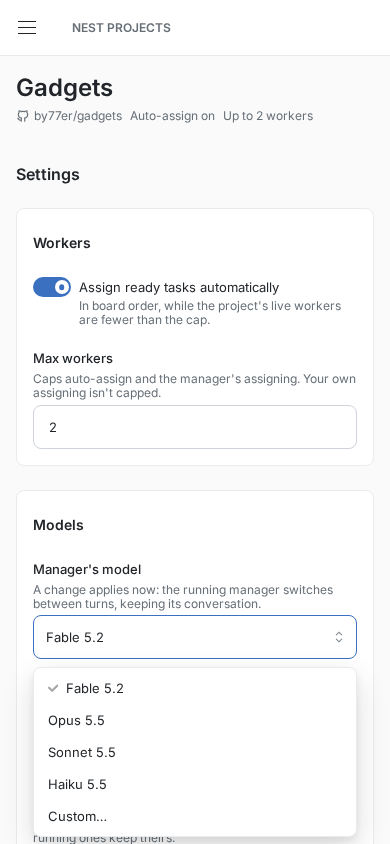 NEST PROJECTS
Gadgets
by77er/gadgets Auto-assign on Up to 2 workers
Settings
Workers
Assign ready tasks automatically
In board order, while the project's live workers
are fewer than the cap.
Max workers
Caps auto-assign and the manager's assigning. Your own
assigning isn't capped.
2
Models
Manager's model
A change applies now: the running manager switches
between turns, keeping its conversation.
Fable 5.2
Fable 5.2
Opus 5.5
Sonnet 5.5
Haiku 5.5
Custom...
running ones keep theirs.